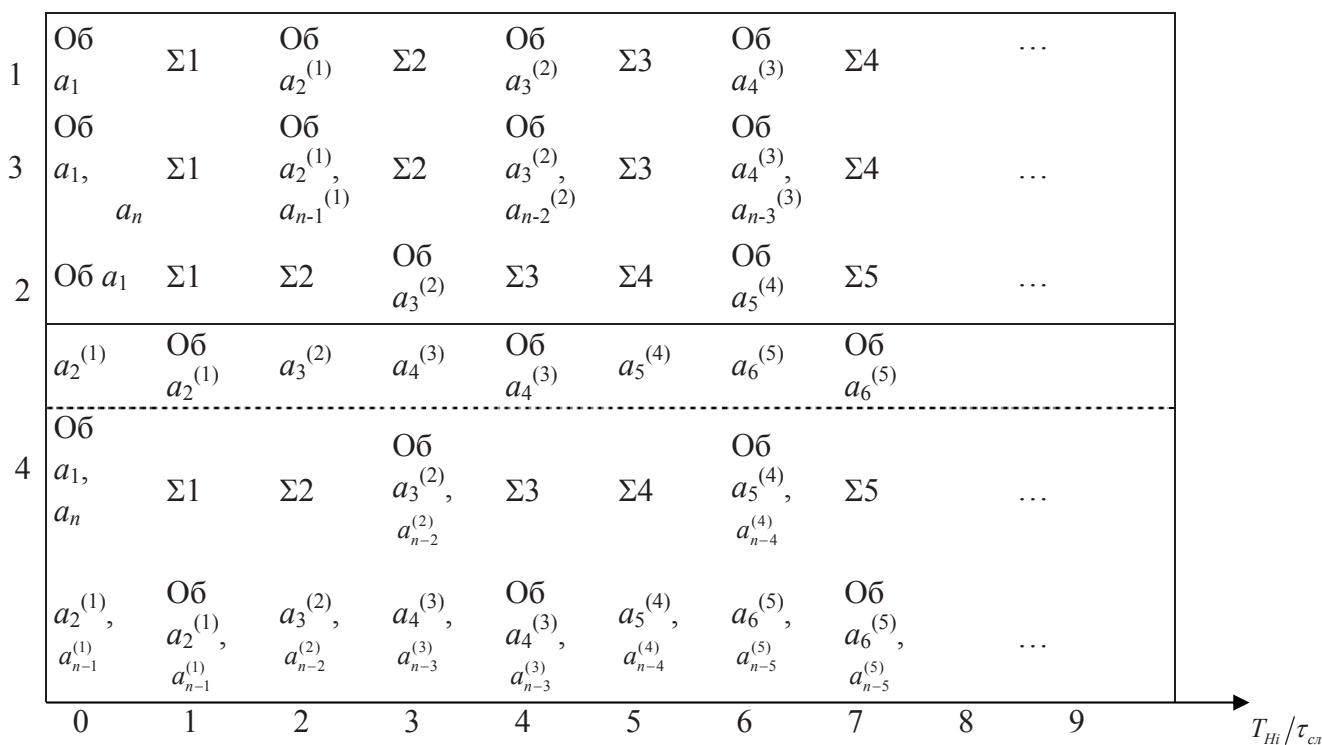 Об Об Об Об …
1 Σ1 Σ2 Σ3 Σ4
a₁ a₂⁽¹⁾ a₃⁽²⁾ a₄⁽³⁾
Об Об Об Об
3 a₁, Σ1 a₂⁽¹⁾, Σ2 a₃⁽²⁾, Σ3 a₄⁽³⁾, Σ4 …
aₙ aₙ₋₁⁽¹⁾ aₙ₋₂⁽²⁾ aₙ₋₃⁽³⁾
Об Об
2 Об a₁ Σ1 Σ2 Σ3 Σ4 Σ5 …
a₃⁽²⁾ a₅⁽⁴⁾
Об Об Об
a₂⁽¹⁾ a₃⁽²⁾ a₄⁽³⁾ a₅⁽⁴⁾ a₆⁽⁵⁾
a₂⁽¹⁾ a₄⁽³⁾ a₆⁽⁵⁾
Об Об Об
4 a₁, Σ1 Σ2 a₃⁽²⁾, Σ3 Σ4 a₅⁽⁴⁾, Σ5 …
aₙ aₙ₋₂⁽²⁾ aₙ₋₄⁽⁴⁾
Об Об Об
a₂⁽¹⁾, a₂⁽¹⁾, a₃⁽²⁾, a₄⁽³⁾, a₄⁽³⁾, a₅⁽⁴⁾, a₆⁽⁵⁾, a₆⁽⁵⁾, …
aₙ₋₁⁽¹⁾ aₙ₋₁⁽¹⁾ aₙ₋₂⁽²⁾ aₙ₋₃⁽³⁾ aₙ₋₃⁽³⁾ aₙ₋₄⁽⁴⁾ aₙ₋₅⁽⁵⁾ aₙ₋₅⁽⁵⁾
0 1 2 3 4 5 6 7 8 9 T_{Hi}/τ_{сл}